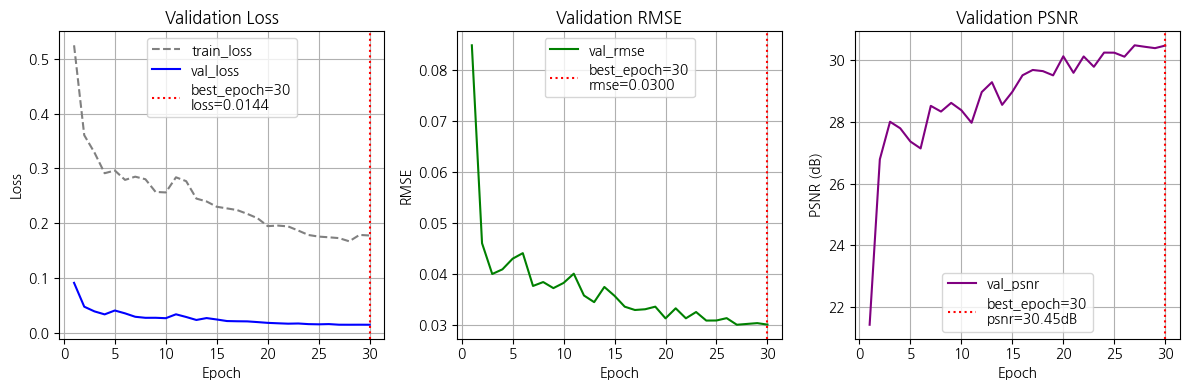 Validation Loss
Loss
0.5
0.4
0.3
0.2
0.1
0.0
train_loss
val_loss
best_epoch=30
loss=0.0144
0 5 10 15 20 25 30
Epoch
Validation RMSE
RMSE
0.08
0.07
0.06
0.05
0.04
0.03
val_rmse
best_epoch=30
rmse=0.0300
0 5 10 15 20 25 30
Epoch
Validation PSNR
PSNR (dB)
30
28
26
24
22
val_psnr
best_epoch=30
psnr=30.45dB
0 5 10 15 20 25 30
Epoch